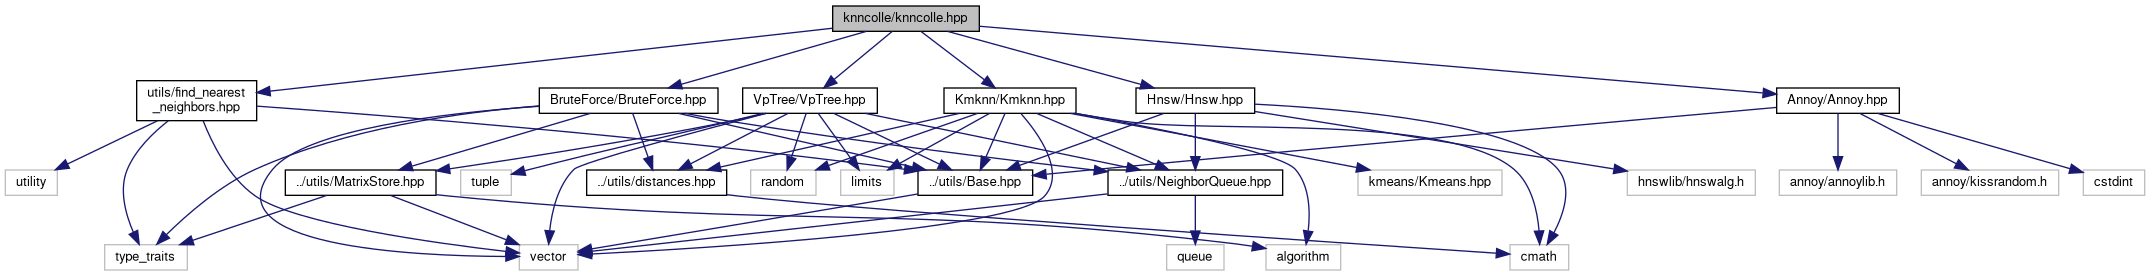 knncolle/knncolle.hpp
utils/find_nearest
_neighbors.hpp
BruteForce/BruteForce.hpp
VpTree/VpTree.hpp
Kmknn/Kmknn.hpp
Hnsw/Hnsw.hpp
Annoy/Annoy.hpp
utility
../utils/MatrixStore.hpp
tuple
../utils/distances.hpp
random
limits
../utils/Base.hpp
../utils/NeighborQueue.hpp
kmeans/Kmeans.hpp
hnswlib/hnswalg.h
annoy/annoylib.h
annoy/kissrandom.h
cstdint
type_traits
vector
queue
algorithm
cmath